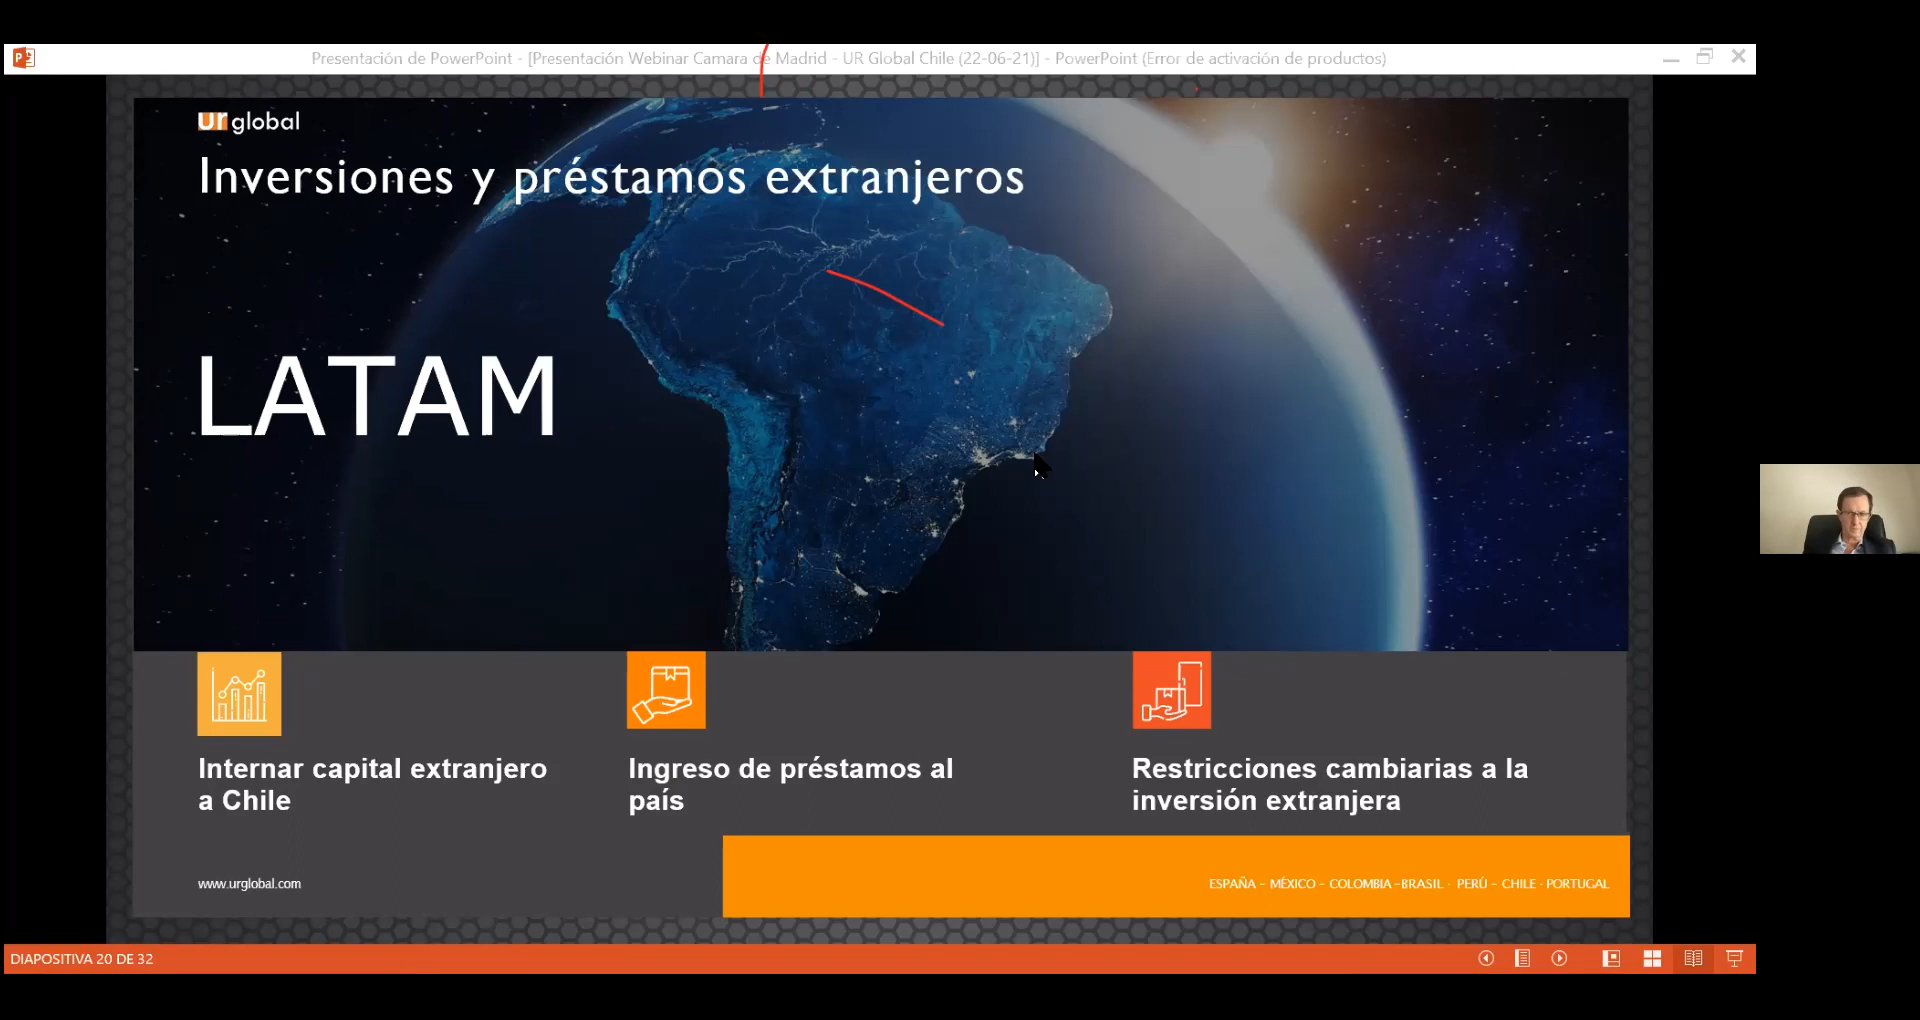 Presentación de PowerPoint - [Presentación Webinar Camara de Madrid - UR Global Chile (22-06-21)] - PowerPoint (Error de activación de productos)
ur global
Inversiones y préstamos extranjeros
LATAM
Internar capital extranjero
a Chile
Ingreso de préstamos al
país
Restricciones cambiarias a la
inversión extranjera
www.urglobal.com
ESPAÑA - MÉXICO - COLOMBIA -BRASIL · PERÚ - CHILE · PORTUGAL
DIAPOSITIVA 20 DE 32